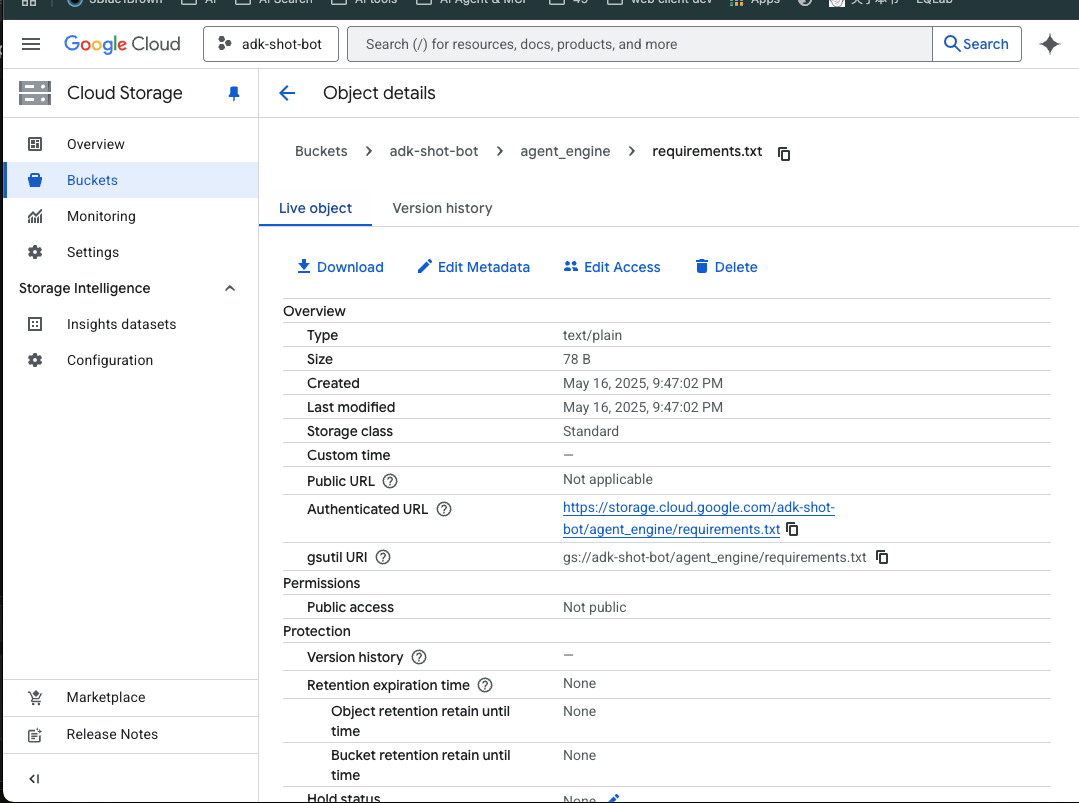 3Blue1Brown
AI
AI Search
AI tools
AI Agent & MCP
web client dev
Apps
EQLab
Google Cloud
adk-shot-bot
Search (/) for resources, docs, products, and more
Search
Cloud Storage
Object details
Overview
Buckets
Monitoring
Settings
Storage Intelligence
Insights datasets
Configuration
Marketplace
Release Notes
Buckets > adk-shot-bot > agent_engine > requirements.txt
Live object
Version history
Download
Edit Metadata
Edit Access
Delete
Overview
Type text/plain
Size 78 B
Created May 16, 2025, 9:47:02 PM
Last modified May 16, 2025, 9:47:02 PM
Storage class Standard
Custom time —
Public URL Not applicable
Authenticated URL https://storage.cloud.google.com/adk-shot-
bot/agent_engine/requirements.txt
gsutil URI gs://adk-shot-bot/agent_engine/requirements.txt
Permissions
Public access Not public
Protection
Version history —
Retention expiration time None
Object retention retain until
time
None
Bucket retention retain until
time
None
Hold status None